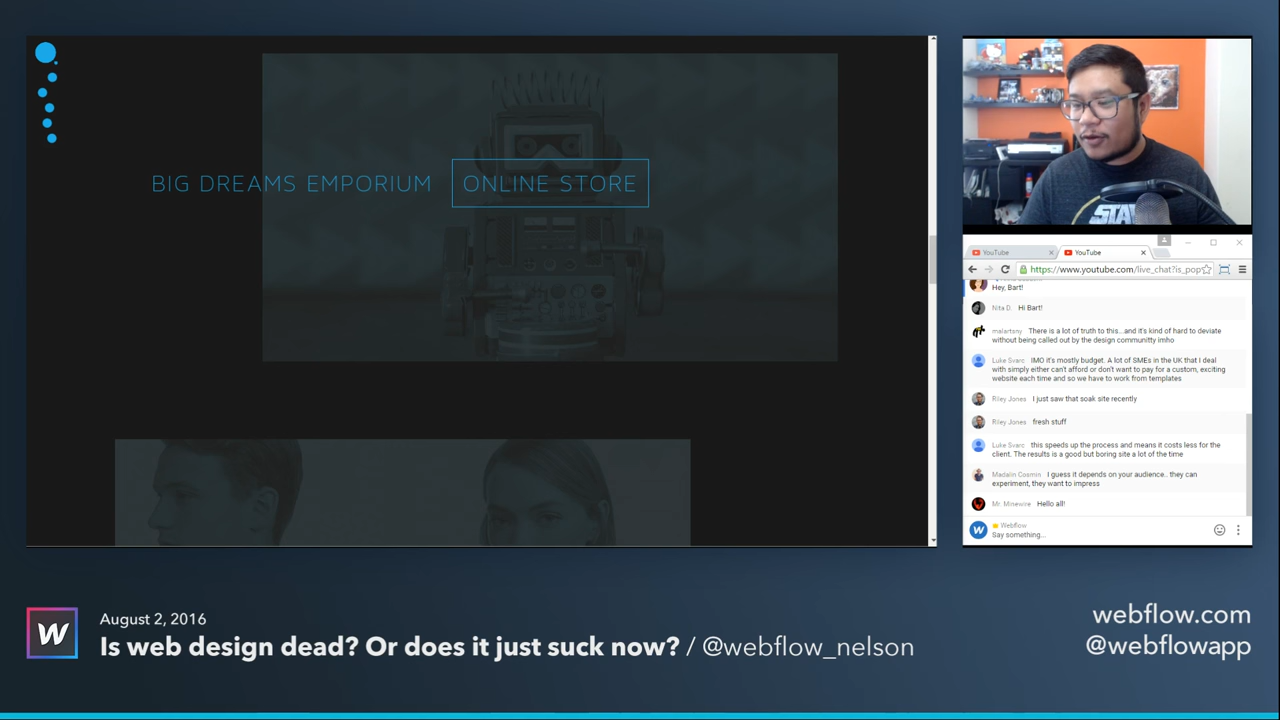 BIG DREAMS EMPORIUM ONLINE STORE
STAR
YouTube
YouTube
https://www.youtube.com/live_chat?is_pop
Hey, Bart!
Nita D. Hi Bart!
malartsny There is a lot of truth to this...and it's kind of hard to deviate
without being called out by the design communitty imho
Luke Svarc IMO it's mostly budget. A lot of SMEs in the UK that I deal
with simply either can't afford or don't want to pay for a custom, exciting
website each time and so we have to work from templates
Riley Jones I just saw that soak site recently
Riley Jones fresh stuff
Luke Svarc this speeds up the process and means it costs less for the
client. The results is a good but boring site a lot of the time
Madalin Cosmin I guess it depends on your audience.. they can
experiment, they want to impress
Mr. Minewire Hello all!
Webflow
Say something...
W
August 2, 2016
Is web design dead? Or does it just suck now? / @webflow_nelson
webflow.com
@webflowapp